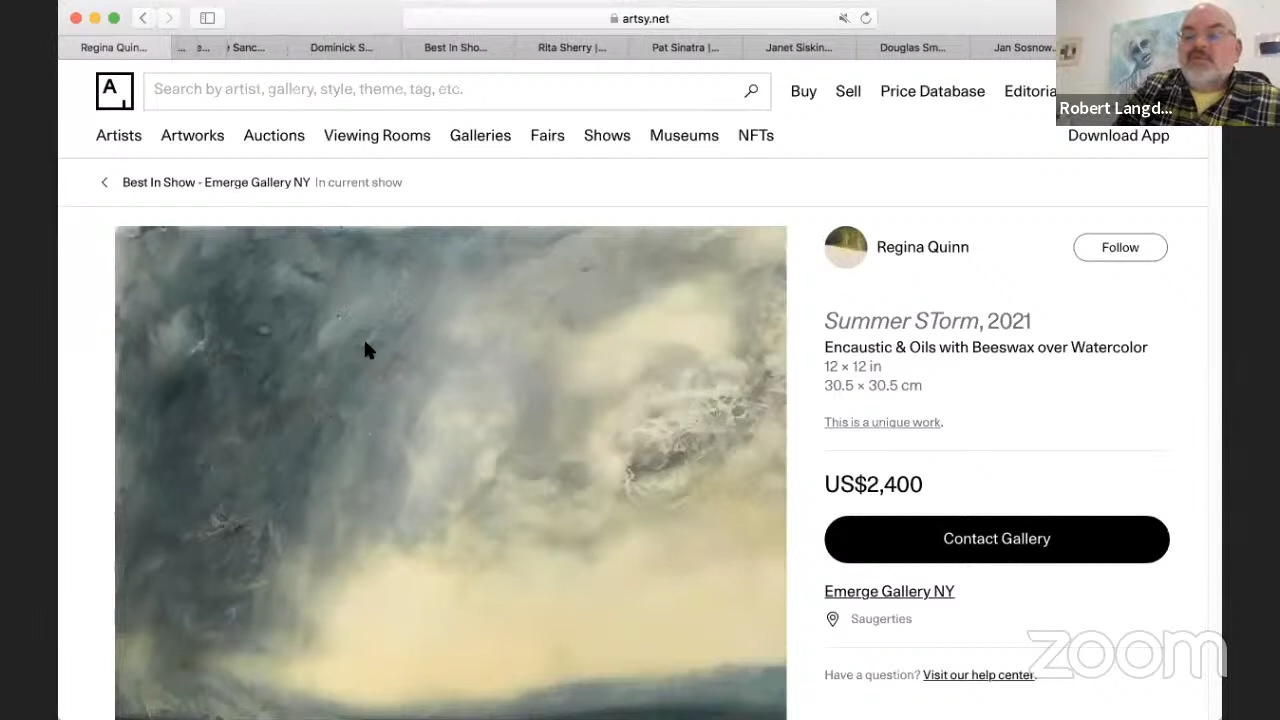 artsy.net
Regina Quin...
... e...
Sanc...
Dominick S...
Best In Sho...
Rita Sherry |...
Pat Sinatra |...
Janet Siskin...
Douglas Sm...
Jan Sosnow...
A
Search by artist, gallery, style, theme, tag, etc.
Buy Sell Price Database Editoria
Robert Langd...
Artists Artworks Auctions Viewing Rooms Galleries Fairs Shows Museums NFTs Download App
Best In Show - Emerge Gallery NY In current show
Regina Quinn
Follow
Summer STorm, 2021
Encaustic & Oils with Beeswax over Watercolor
12 × 12 in
30.5 × 30.5 cm
This is a unique work.
US$2,400
Contact Gallery
Emerge Gallery NY
Saugerties
zoom
Have a question? Visit our help center.